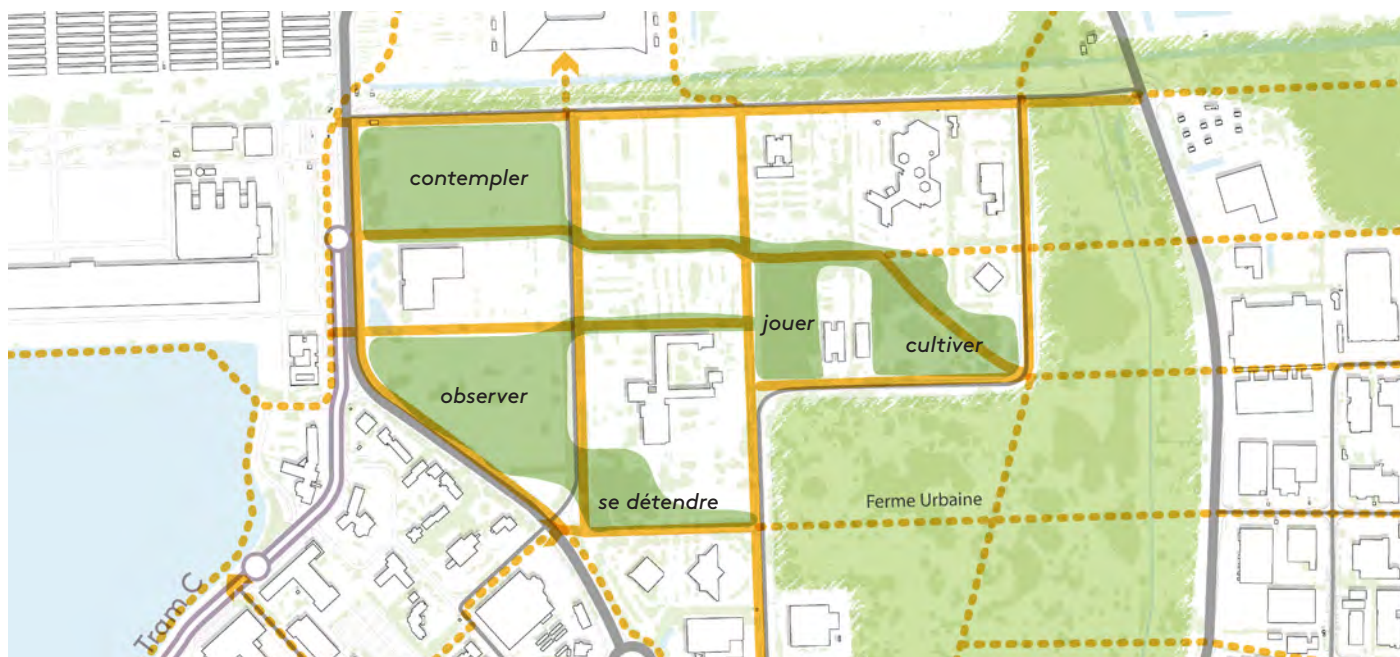 contempler
jouer
cultiver
observer
se détendre
Ferme Urbaine
Tram C